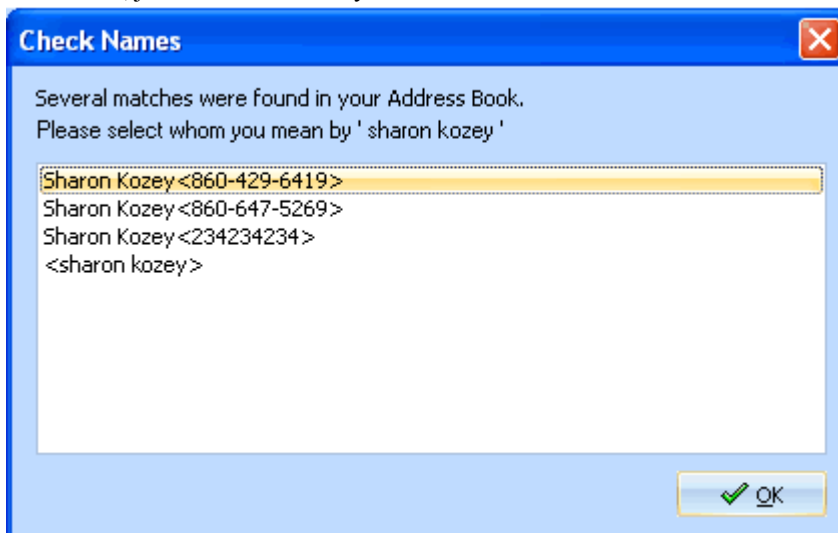 Check Names
Several matches were found in your Address Book.
Please select whom you mean by ' sharon kozey '
Sharon Kozey<860-429-6419>
Sharon Kozey<860-647-5269>
Sharon Kozey<234234234>
<sharon kozey>
OK